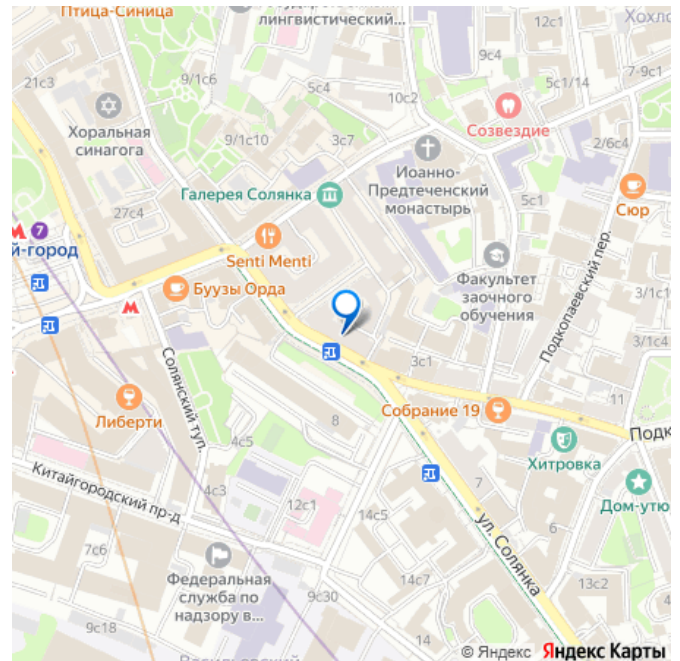 Птица-Синица
лингвистический...
12с1
Хохло
9с4
21с3
9/1с6
5с4
10с2
5с1/14
7-9с1
Созвездие
Хоральная
синагога
9/1с10
3с7
2/6с4
Иоанно-
Предтеченский
монастырь
Галерея Солянка
5с1
Сюр
27с4
7
й-город
Senti Menti
Факультет
заочного
обучения
Буузы Орда
Подкопаевский пер.
3/1с1
3/1с4
3с1
Солянский туп.
Либерти
Собрание 19
11
8
4с5
Подк
Хитровка
Китайгородский пр-д
4с3
12с1
7
Дом-утю
14с5
ул. Солянка
6
7с6
Федеральная
служба по
надзору в...
14с7
13с2
9с30
9с18
© Яндекс Яндекс Карты